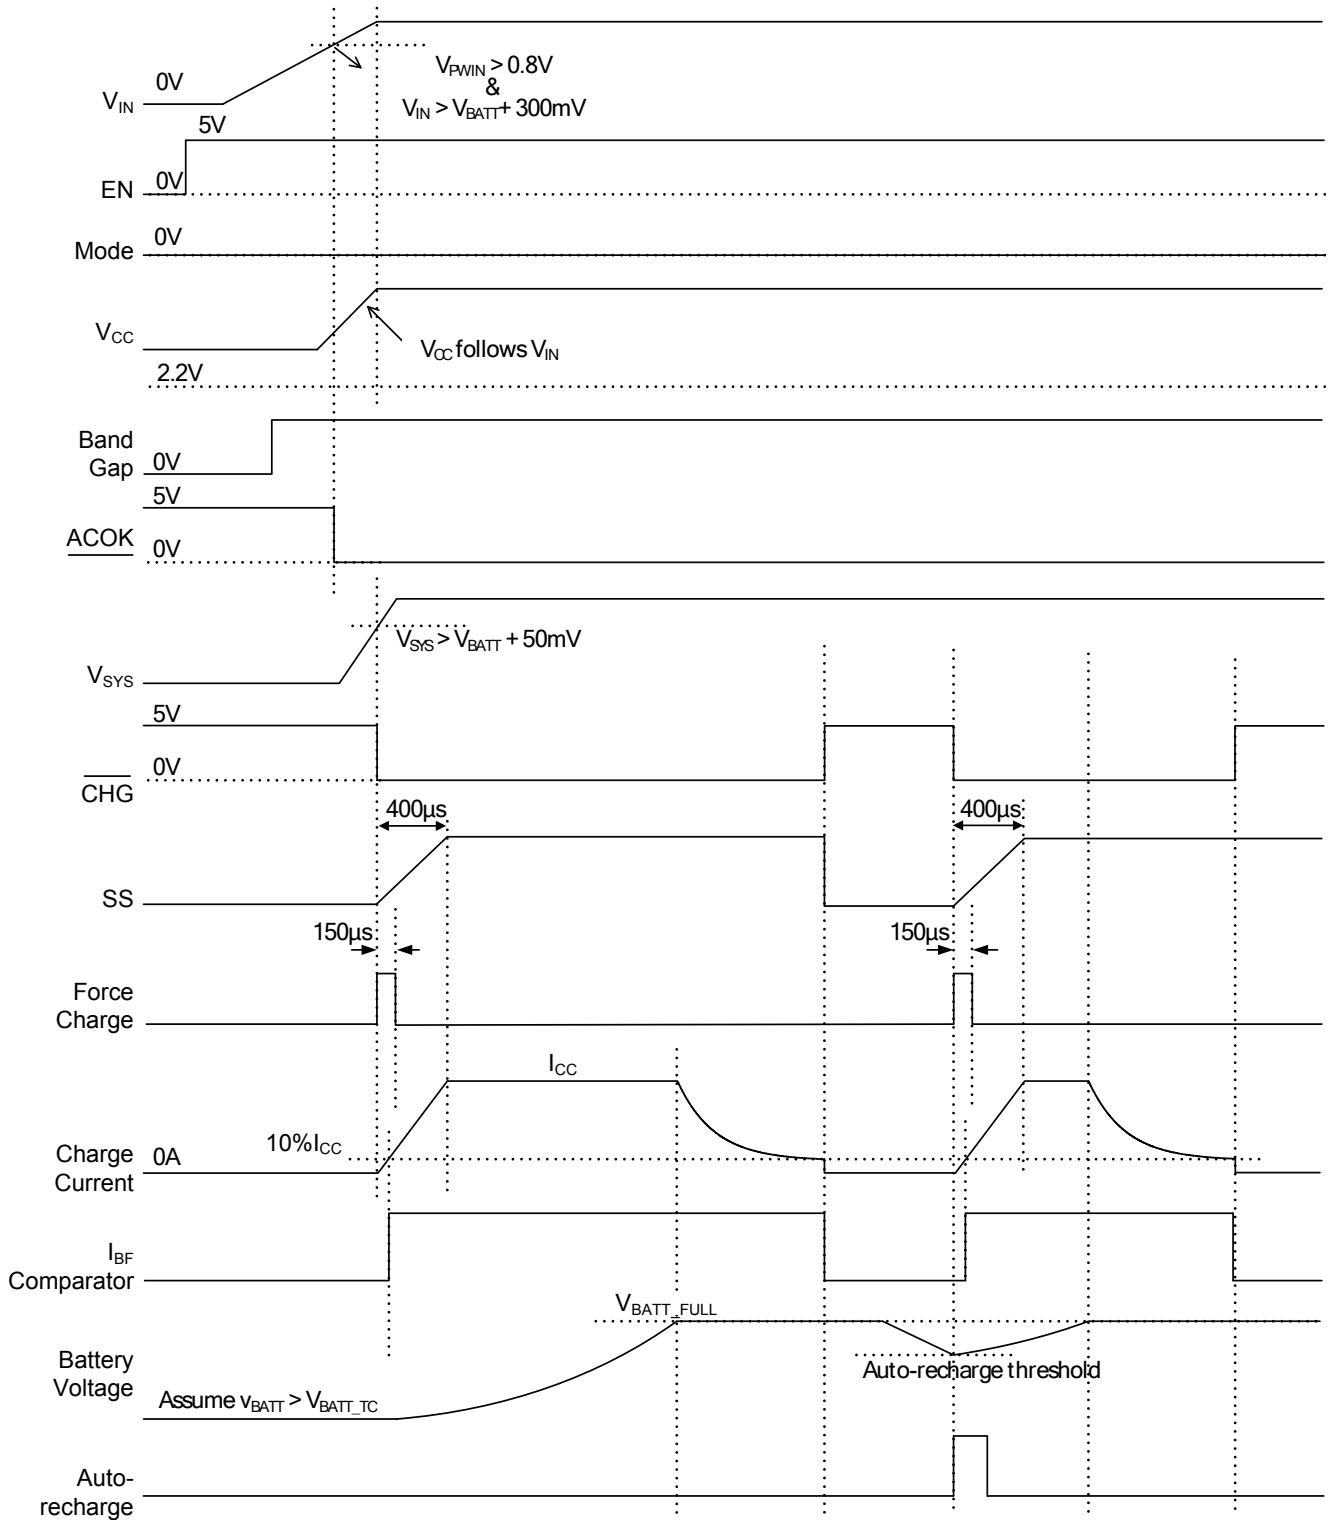 V_PWIN > 0.8V
&
V_IN > V_BATT + 300mV
0V
V_IN
5V
0V
EN
0V
Mode
V_CC
V_CC follows V_IN
2.2V
Band
Gap
0V
5V
ACOK
0V
V_SYS > V_BATT + 50mV
V_SYS
5V
0V
CHG
400µs
400µs
SS
150µs
150µs
Force
Charge
I_CC
10%I_CC
Charge
Current
0A
I_BF
Comparator
V_BATT_FULL
Battery
Voltage
Auto-recharge threshold
Assume v_BATT > V_BATT_TC
Auto-
recharge